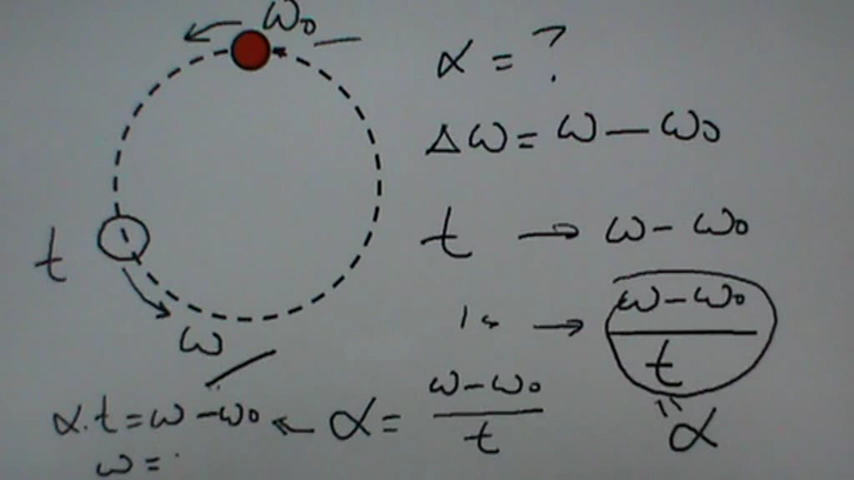 ω₀
α = ?
Δω = ω − ω₀
t → ω − ω₀
t
1s → (ω − ω₀) / t
ω
" α
α.t = ω − ω₀ ← α = (ω − ω₀) / t
ω =